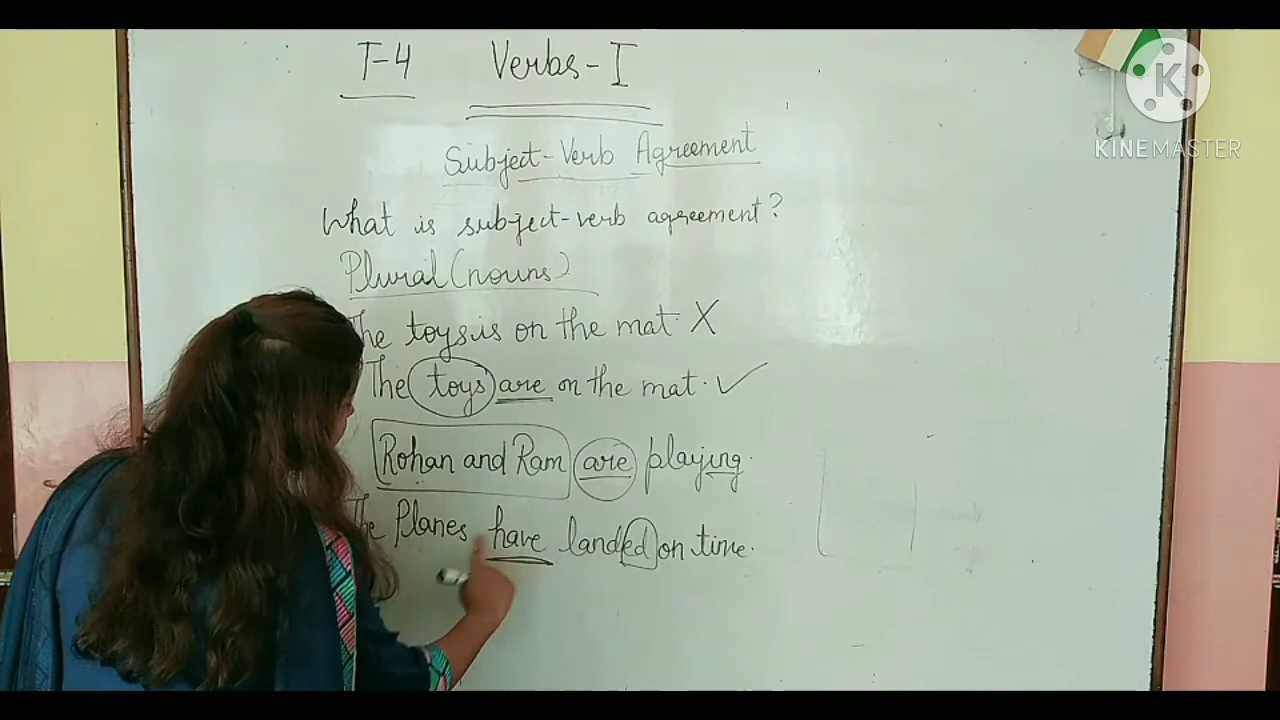 T-4 Verbs-I
Subject-Verb Agreement
What is subject-verb agreement?
Plural (nouns)
The toys is on the mat. X
The toys are on the mat. ✓
Rohan and Ram are playing.
The Planes have landed on time.
K
KINEMASTER